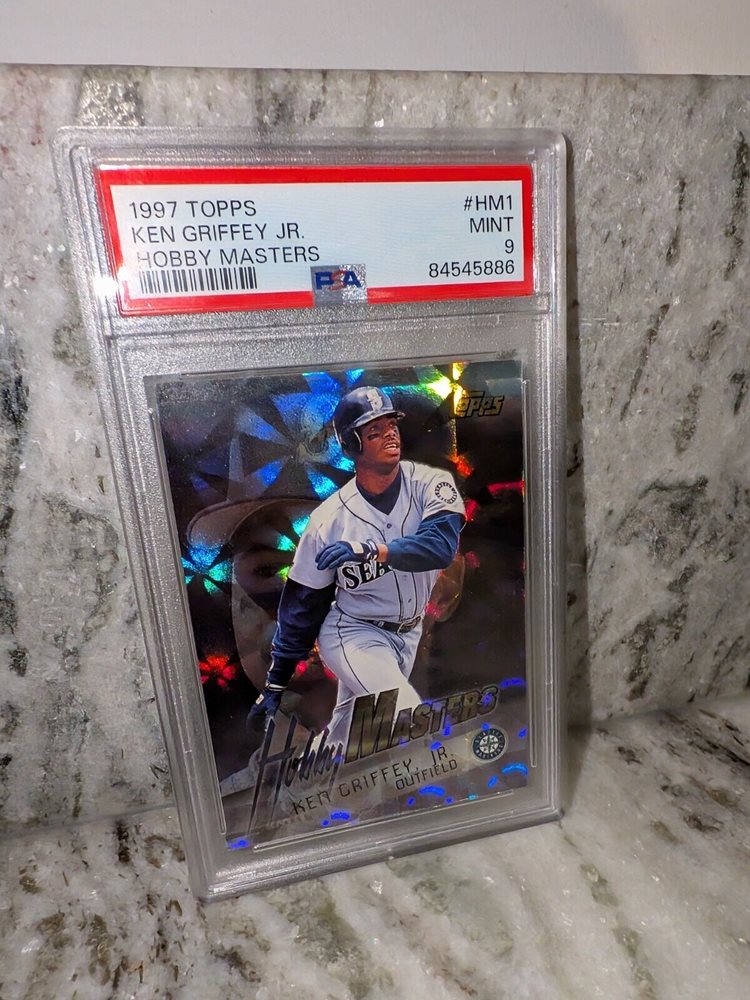 1997 TOPPS #HM1
KEN GRIFFEY JR. MINT
HOBBY MASTERS 9
84545886
PSA
TOPPS
SEA
Hobby MASTERS
KEN GRIFFEY, JR.
OUTFIELD